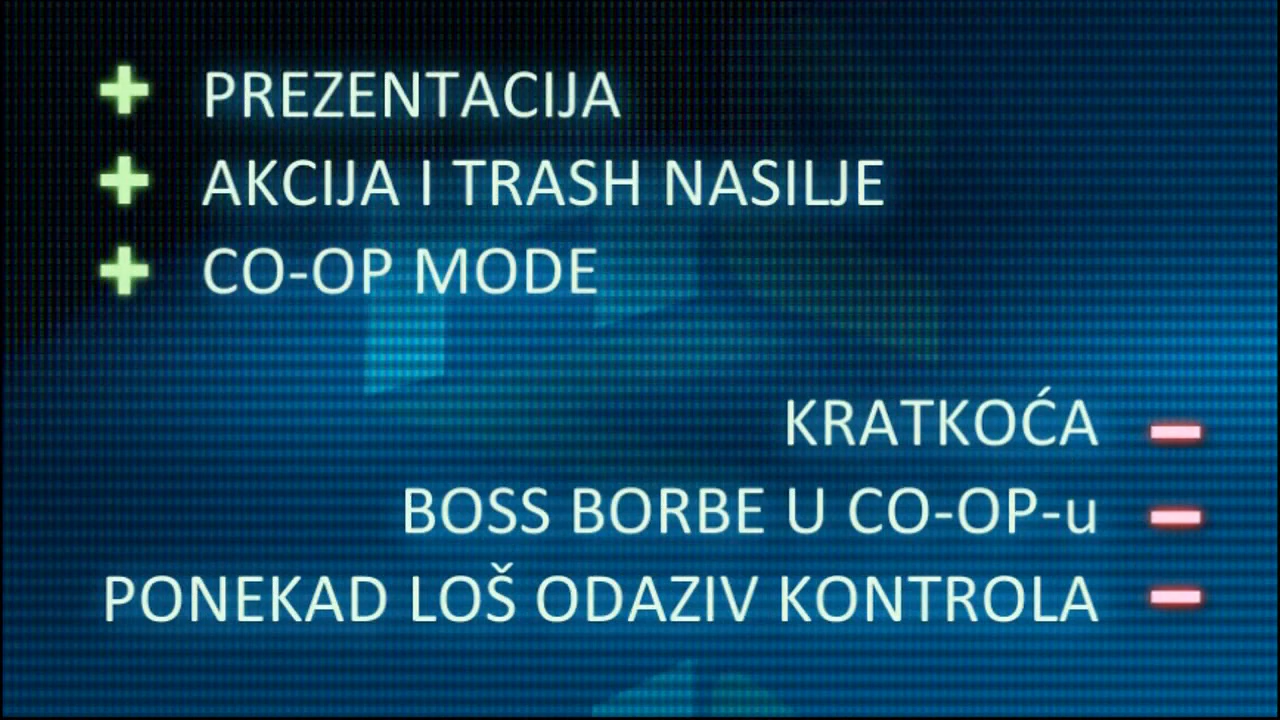 + PREZENTACIJA
+ AKCIJA I TRASH NASILJE
+ CO-OP MODE
KRATKOĆA -
BOSS BORBE U CO-OP-u -
PONEKAD LOŠ ODAZIV KONTROLA -